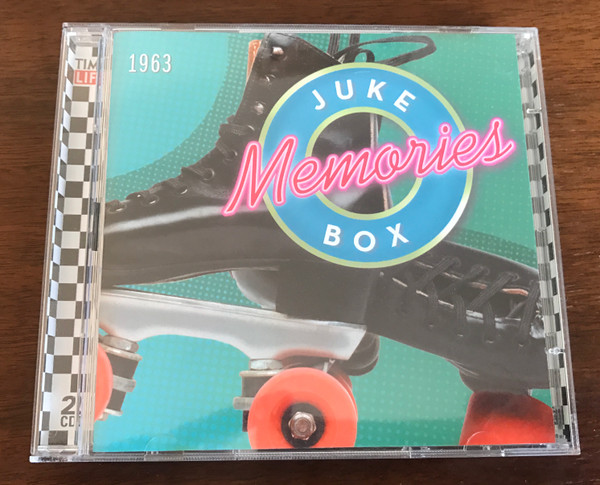 TIME
LIFE
1963
JUKE
Memories
BOX
2
CD